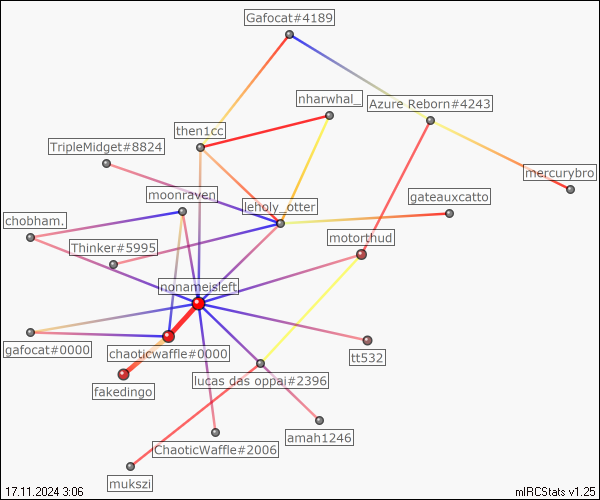 Gafocat#4189
nharwhal_
Azure Reborn#4243
then1cc
TripleMidget#8824
mercurybro
moonraven
leholy_otter
gateauxcatto
chobham.
Thinker#5995
motorthud
nonameisleft
gafocat#0000
chaoticwaffle#0000
tt532
lucas das oppai#2396
fakedingo
amah1246
ChaoticWaffle#2006
mukszi
17.11.2024 3:06
mIRCStats v1.25